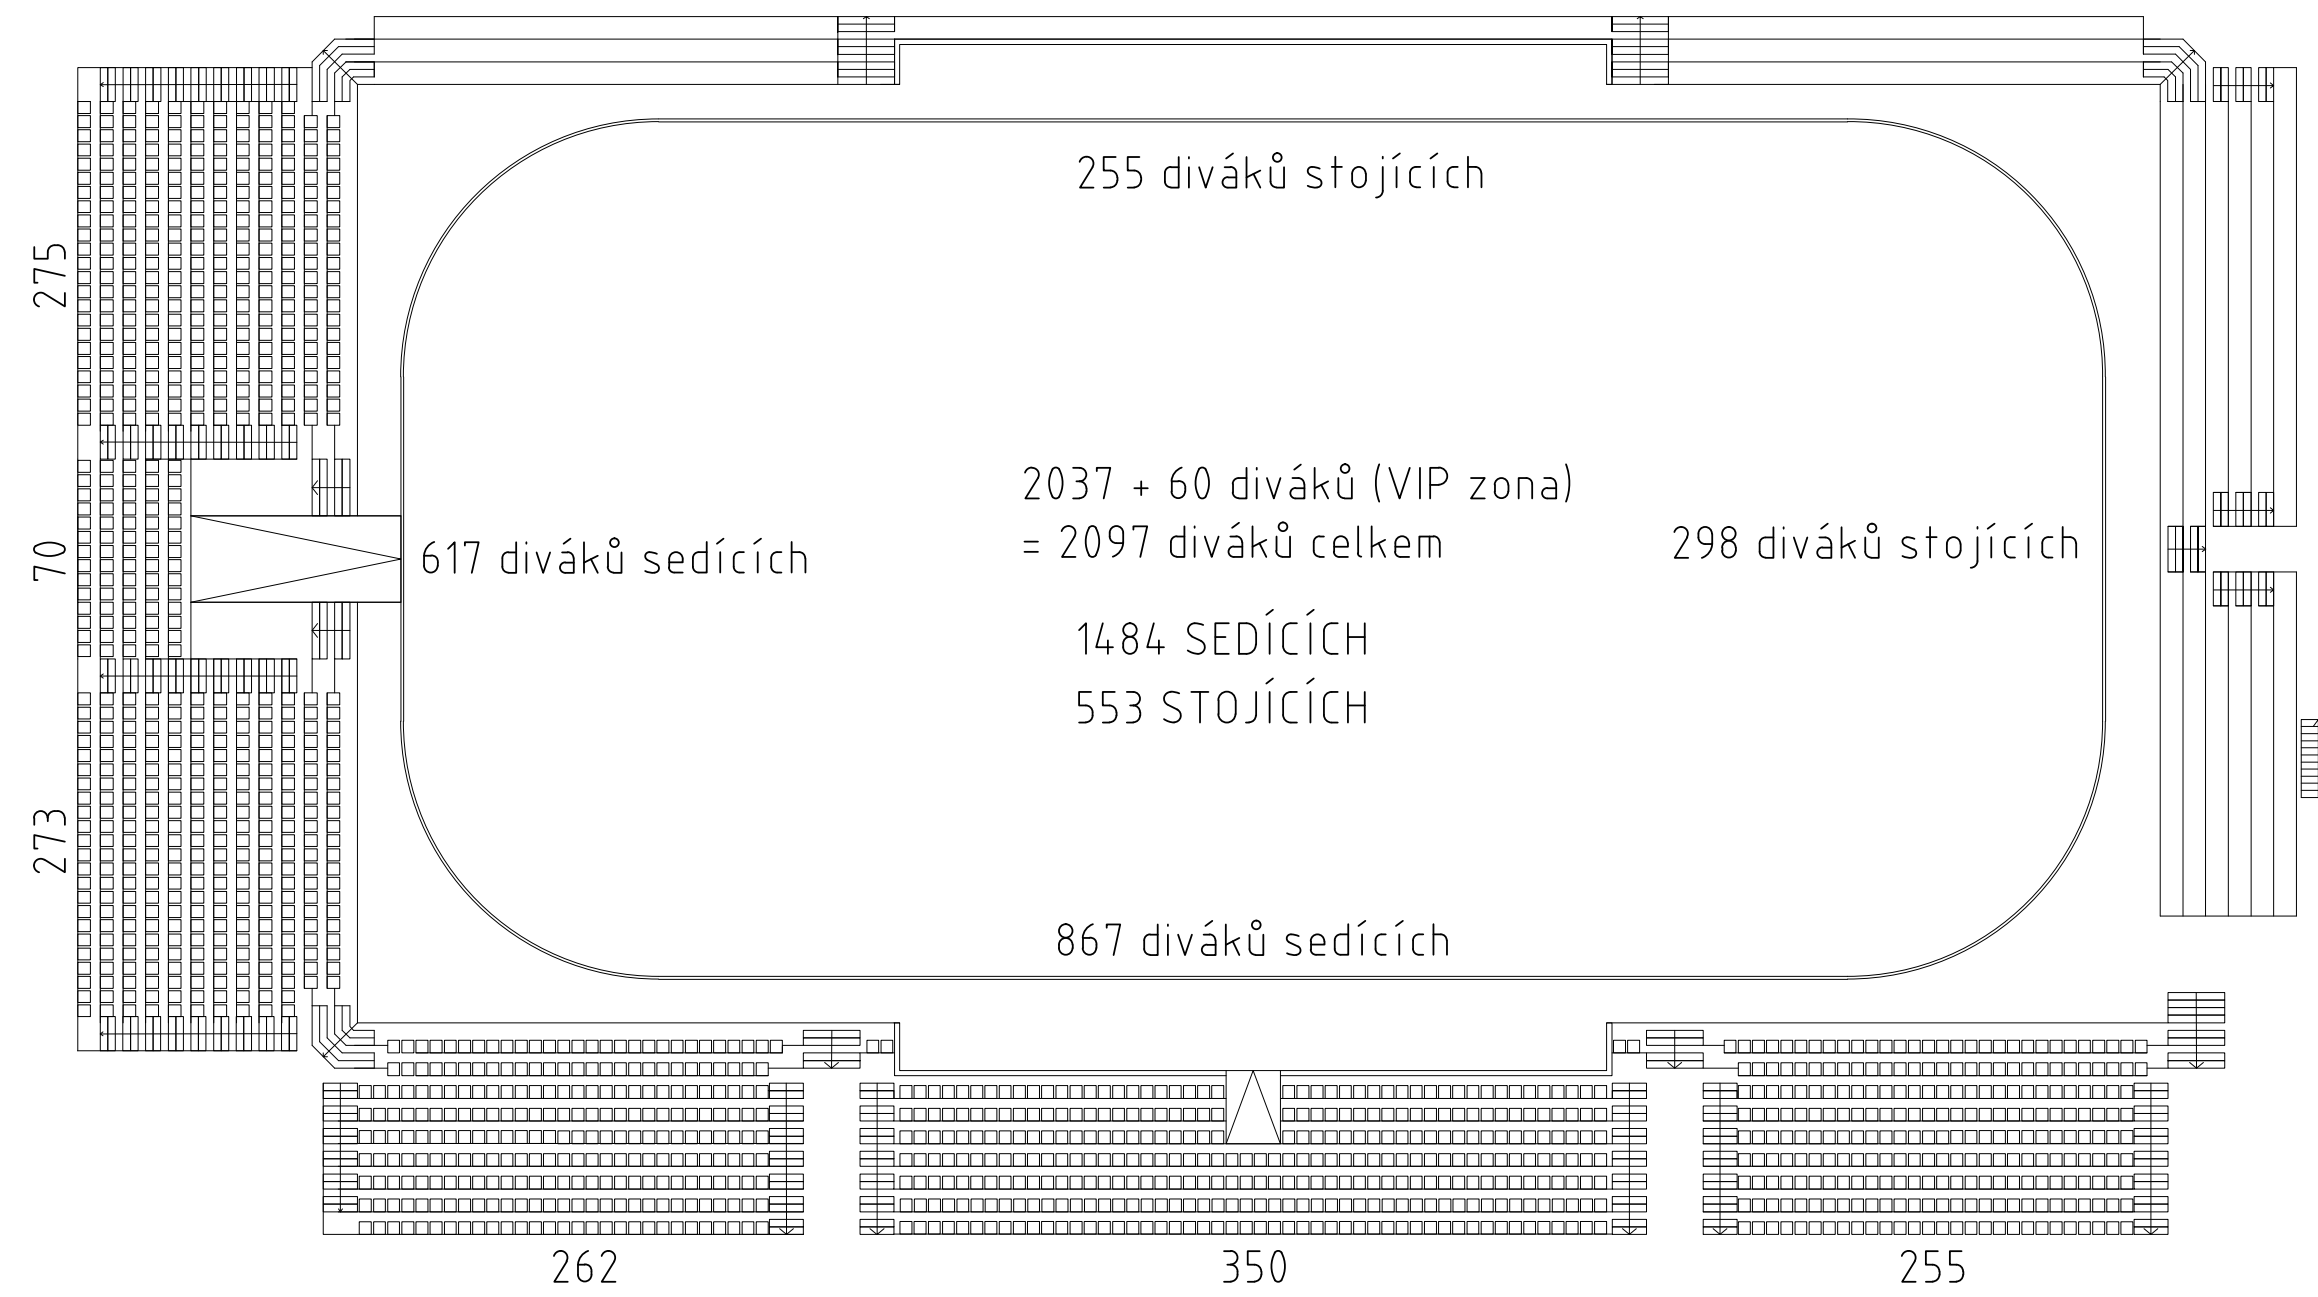 255 diváků stojících
275
2037 + 60 diváků (VIP zona)
= 2097 diváků celkem
70
617 diváků sedících
298 diváků stojících
1484 SEDÍCÍCH
553 STOJÍCÍCH
273
867 diváků sedících
262
350
255